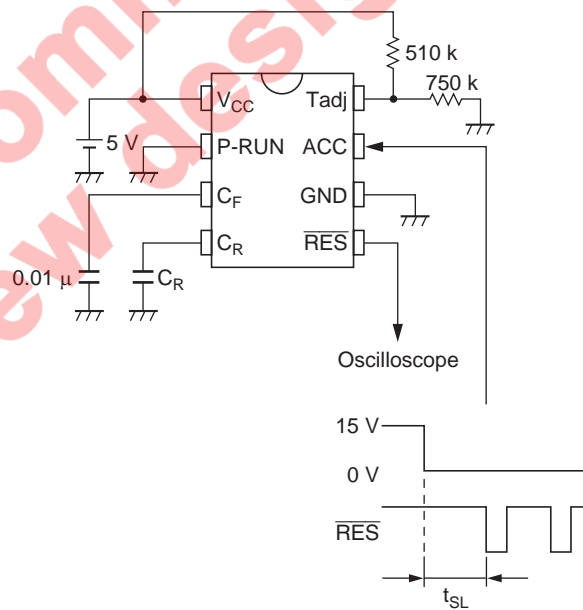 510 k
750 k
VCC
Tadj
5 V
P-RUN
ACC
CF
GND
CR
RES
0.01 μ
CR
Oscilloscope
15 V
0 V
RES
tSL